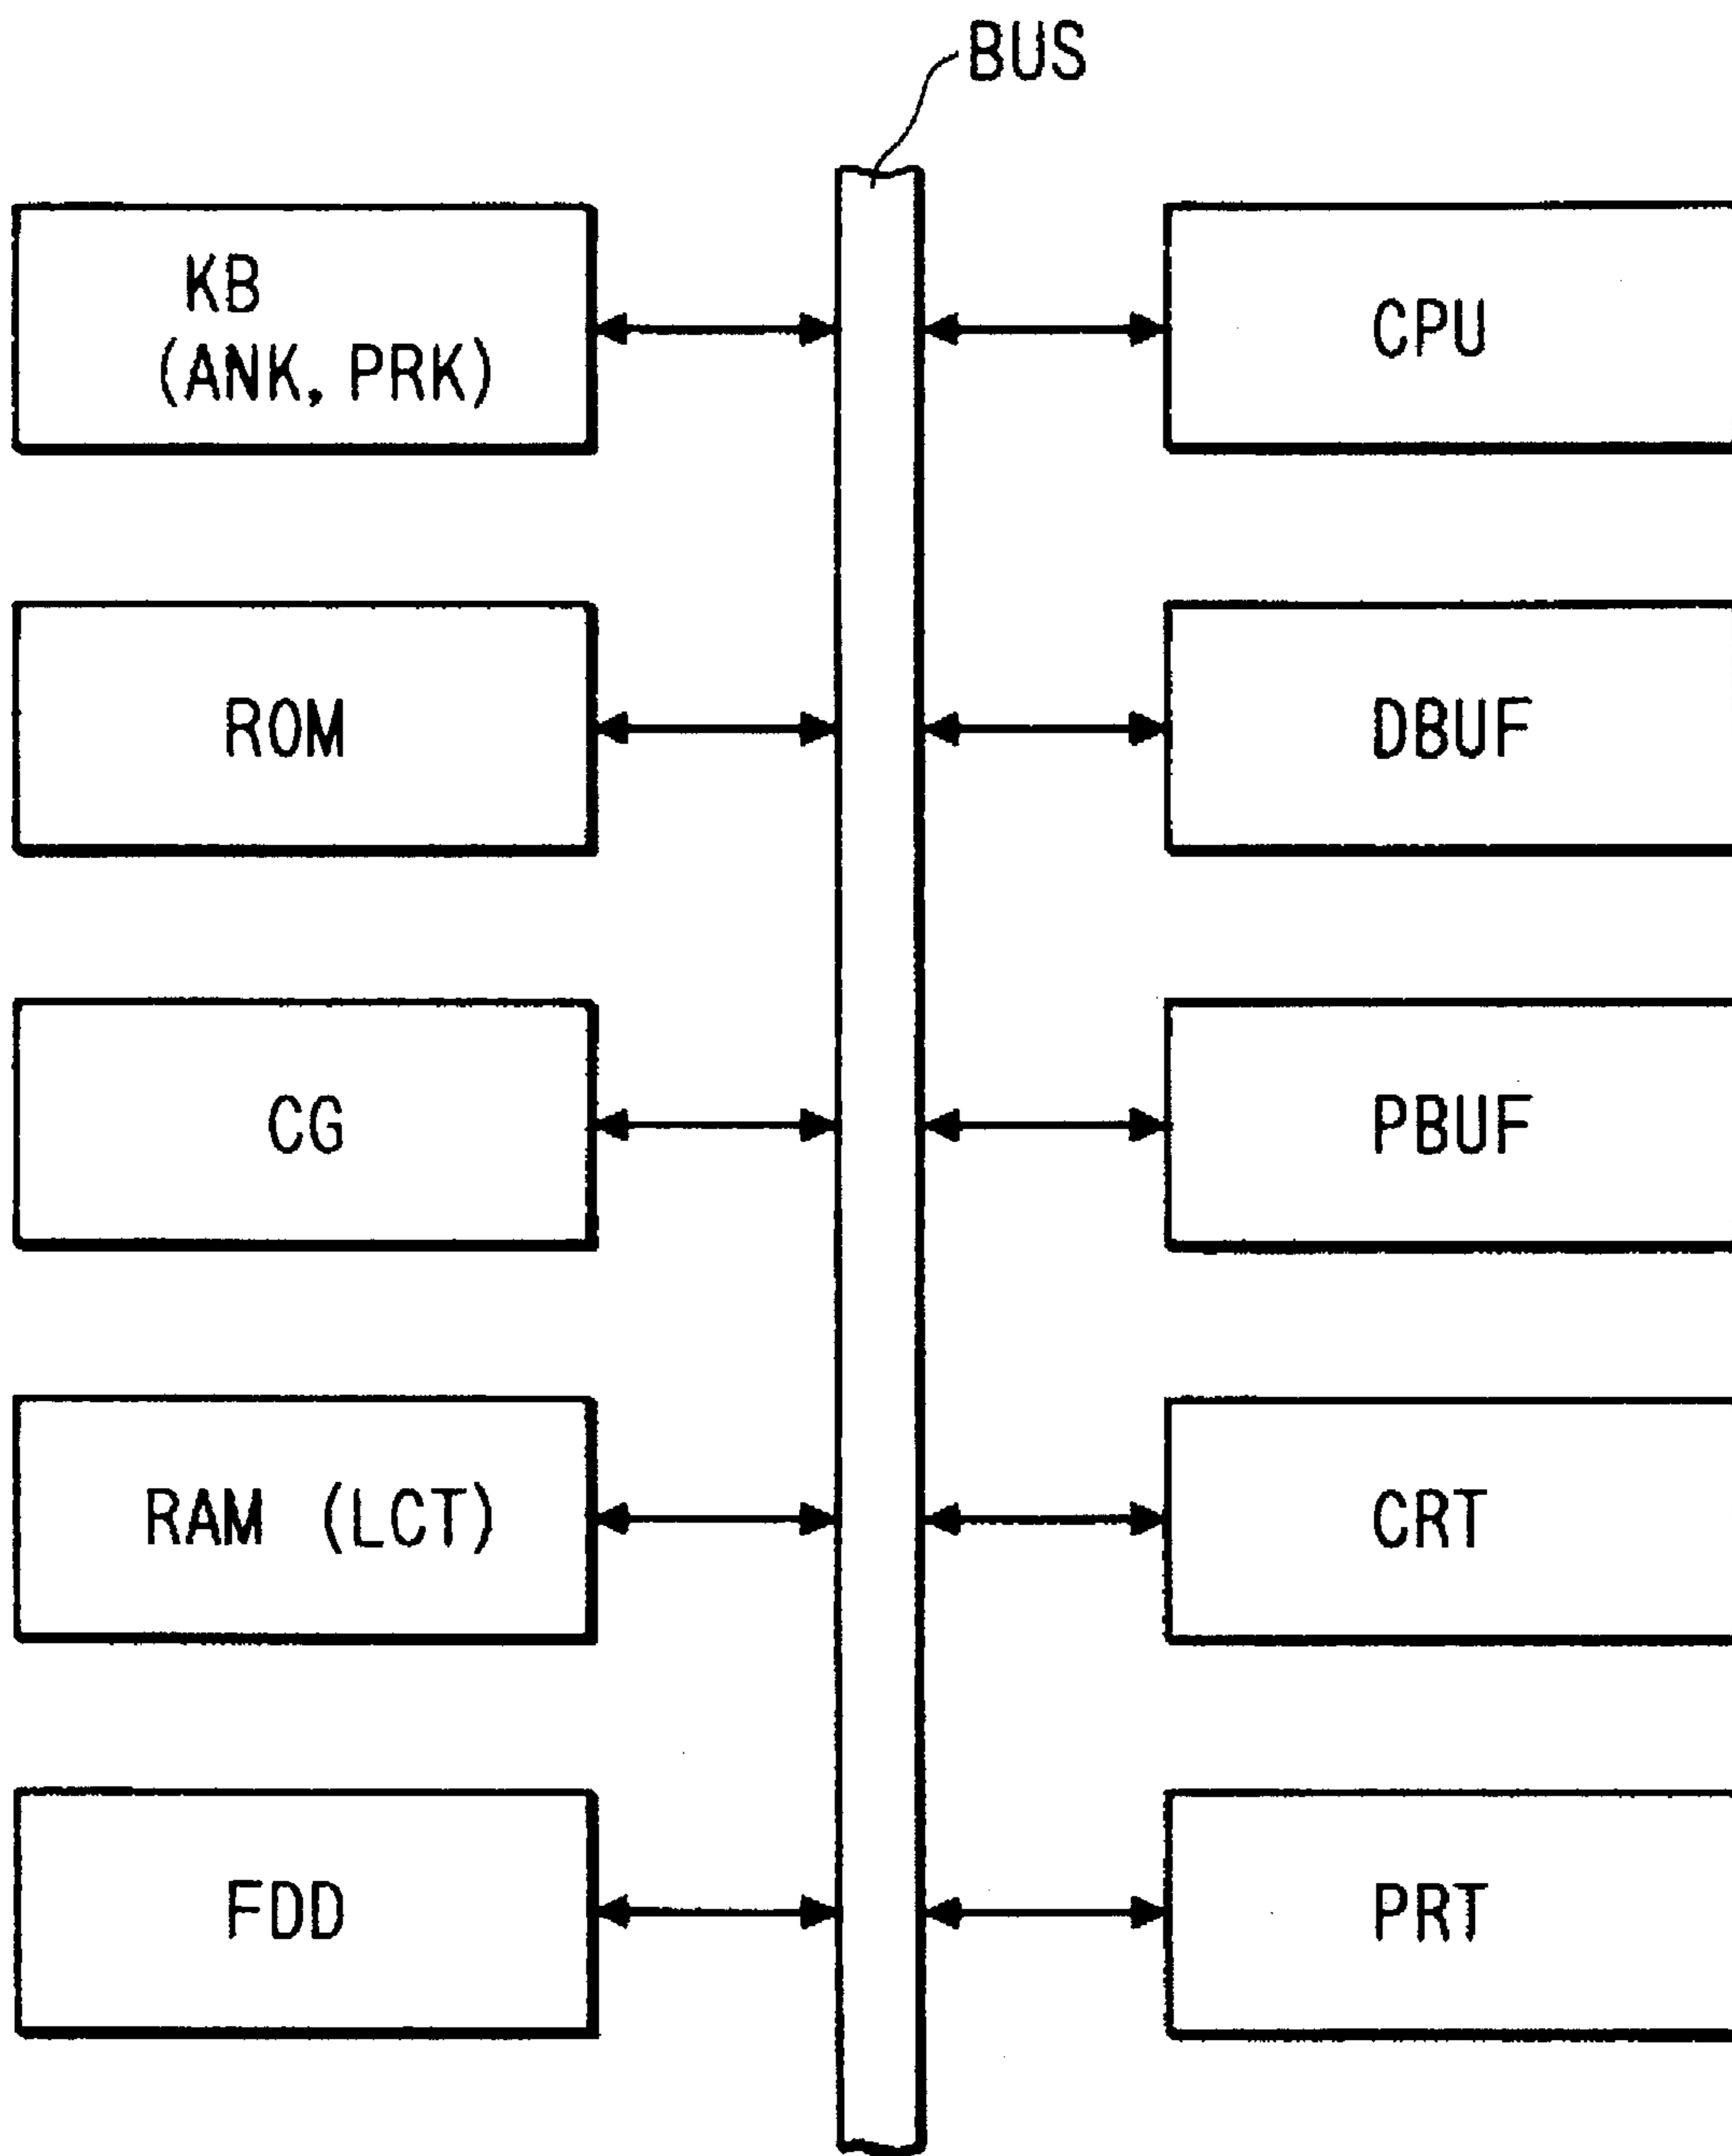 BUS
KB
(ANK, PRK)
CPU
ROM
DBUF
CG
PBUF
RAM (LCT)
CRT
FDD
PRT